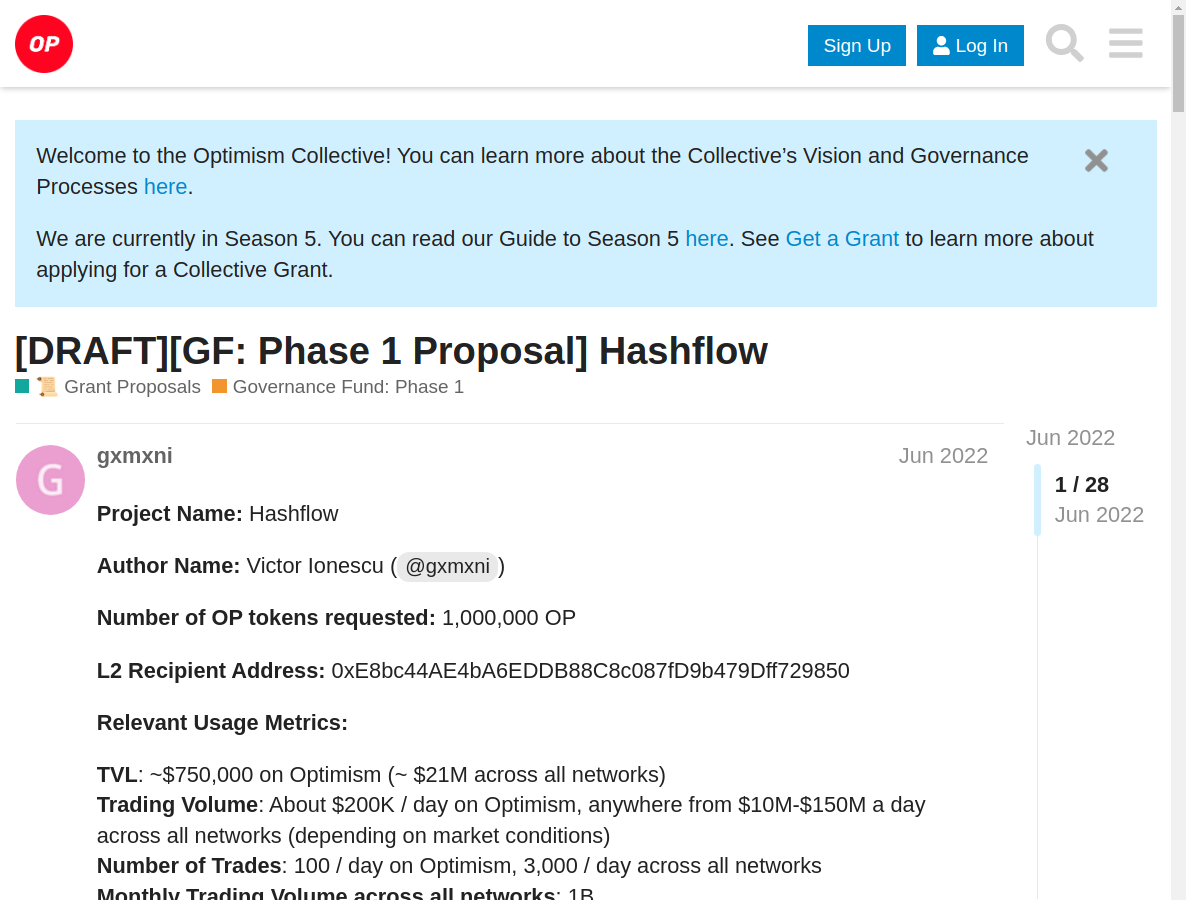 OP
Sign Up
Log In
Welcome to the Optimism Collective! You can learn more about the Collective’s Vision and Governance
Processes here.
We are currently in Season 5. You can read our Guide to Season 5 here. See Get a Grant to learn more about
applying for a Collective Grant.
[DRAFT][GF: Phase 1 Proposal] Hashflow
📜 Grant Proposals Governance Fund: Phase 1
G
gxmxni
Jun 2022
Jun 2022
1 / 28
Jun 2022
Project Name: Hashflow
Author Name: Victor Ionescu (@gxmxni)
Number of OP tokens requested: 1,000,000 OP
L2 Recipient Address: 0xE8bc44AE4bA6EDDB88C8c087fD9b479Dff729850
Relevant Usage Metrics:
TVL: ~$750,000 on Optimism (~ $21M across all networks)
Trading Volume: About $200K / day on Optimism, anywhere from $10M-$150M a day
across all networks (depending on market conditions)
Number of Trades: 100 / day on Optimism, 3,000 / day across all networks
Monthly Trading Volume across all networks: 1B